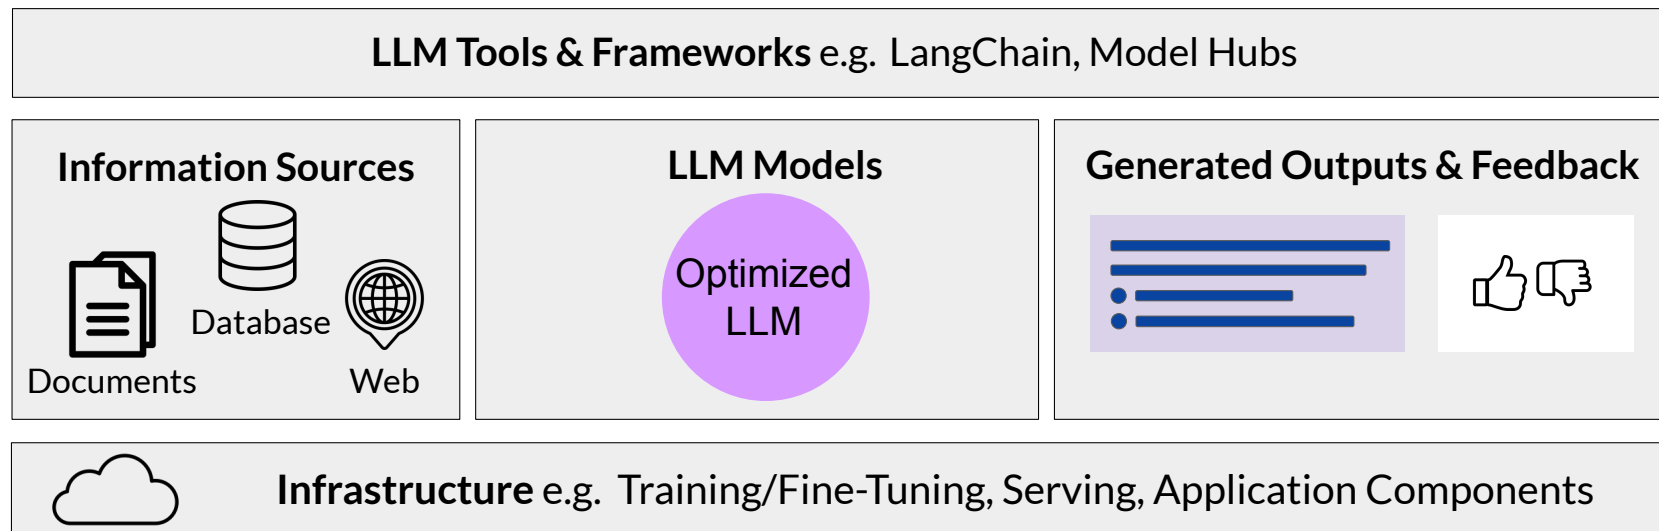 LLM Tools & Frameworks e.g. LangChain, Model Hubs
Information Sources
Documents
Database
Web
LLM Models
Optimized
LLM
Generated Outputs & Feedback
Infrastructure e.g. Training/Fine-Tuning, Serving, Application Components